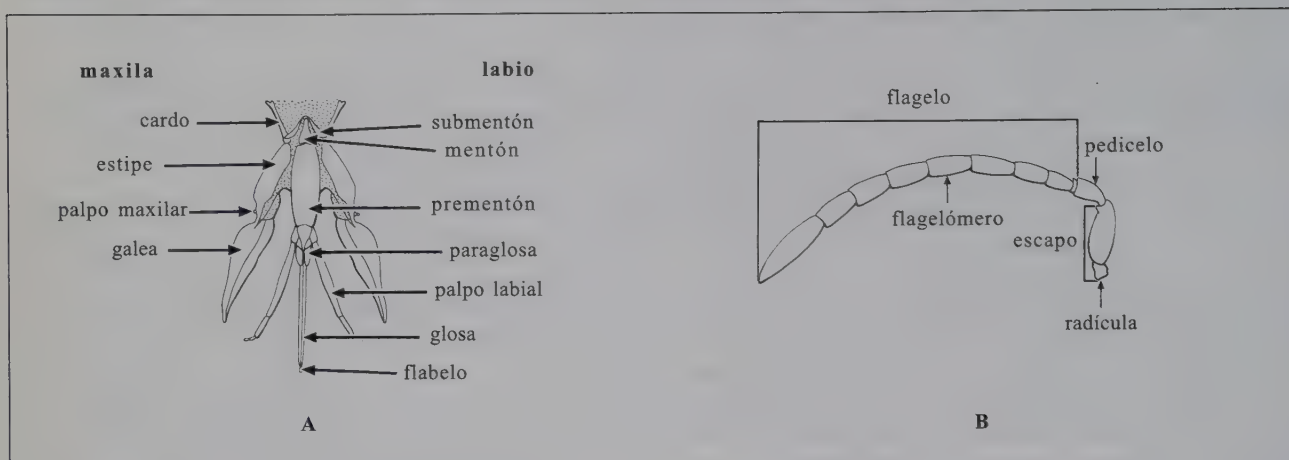 maxila
labio
cardo
estipe
palpo maxilar
galea
submentón
mentón
prementón
paraglosa
palpo labial
glosa
flabelo
A
flagelo
pedicelo
flagelómero
escapo
radícula
B